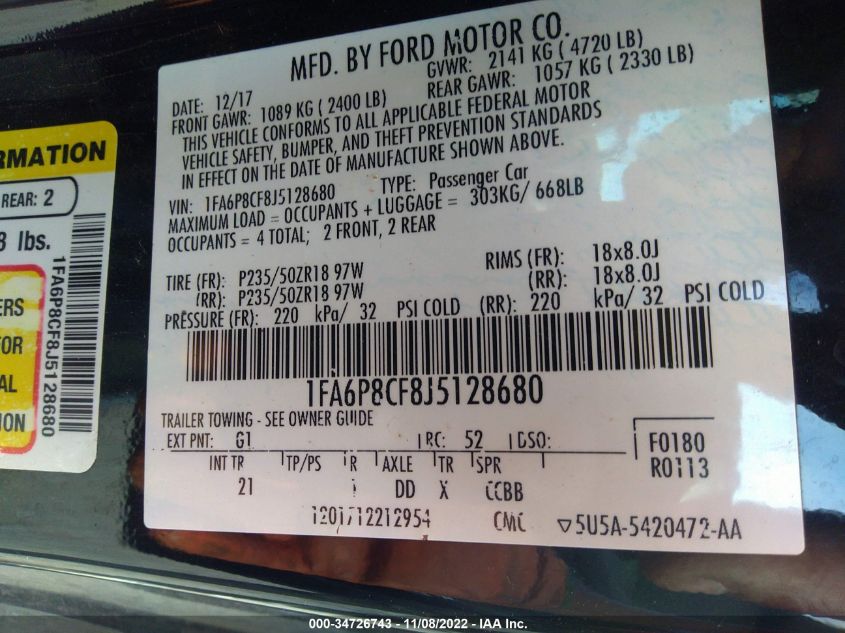 MFD. BY FORD MOTOR CO.
DATE: 12/17 GVWR: 2141 KG ( 4720 LB)
FRONT GAWR: 1089 KG ( 2400 LB) REAR GAWR: 1057 KG ( 2330 LB)
THIS VEHICLE CONFORMS TO ALL APPLICABLE FEDERAL MOTOR
VEHICLE SAFETY, BUMPER, AND THEFT PREVENTION STANDARDS
IN EFFECT ON THE DATE OF MANUFACTURE SHOWN ABOVE.
VIN: 1FA6P8CF8J5128680 TYPE: Passenger Car
MAXIMUM LOAD = OCCUPANTS + LUGGAGE = 303KG/ 668LB
OCCUPANTS = 4 TOTAL; 2 FRONT, 2 REAR
TIRE (FR): P235/50ZR18 97W RIMS (FR): 18x8.0J
(RR): P235/50ZR18 97W (RR): 18x8.0J
PRESSURE (FR): 220 kPa/ 32 PSI COLD (RR): 220 kPa/ 32 PSI COLD
1FA6P8CF8J5128680
TRAILER TOWING - SEE OWNER GUIDE
EXT PNT: G1 RC: 52 DSO: F0180
INT TR TP/PS R AXLE TR SPR R0113
21 DD X CCBB
1201712212954 CMC ▽5U5A-5420472-AA
RMATION
REAR: 2
8 lbs.
1FA6P8CF8J5128680
ERS
FOR
AL
ION
000-34726743 - 11/08/2022 - IAA Inc.